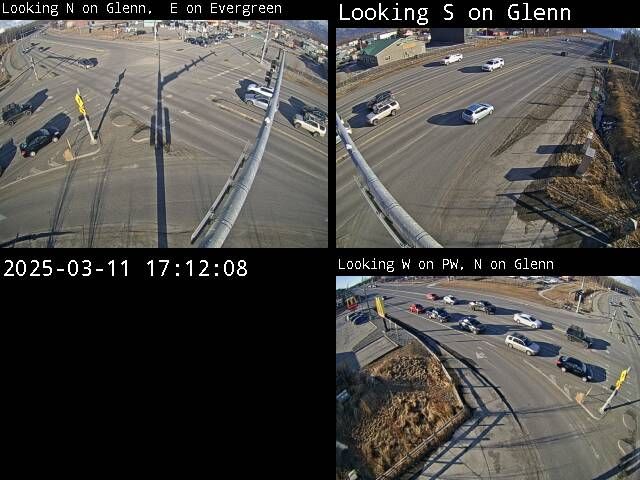 Looking N on Glenn, E on Evergreen
Looking S on Glenn
2025-03-11 17:12:08
Looking W on PW, N on Glenn